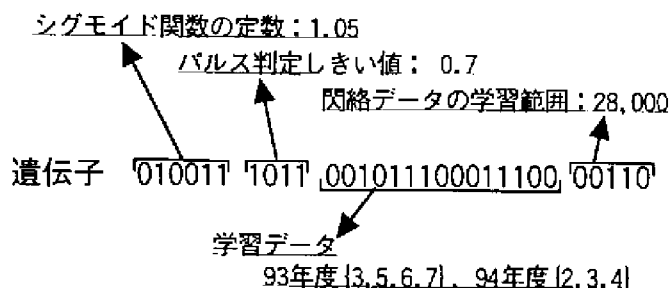 シグモイド関数の定数:1.05
パルス判定しきい値: 0.7
閃絡データの学習範囲:28,000
遺伝子 010011 1011 001011100011100 00110
学習データ
93年度{3,5,6,7}、94年度{2,3,4}